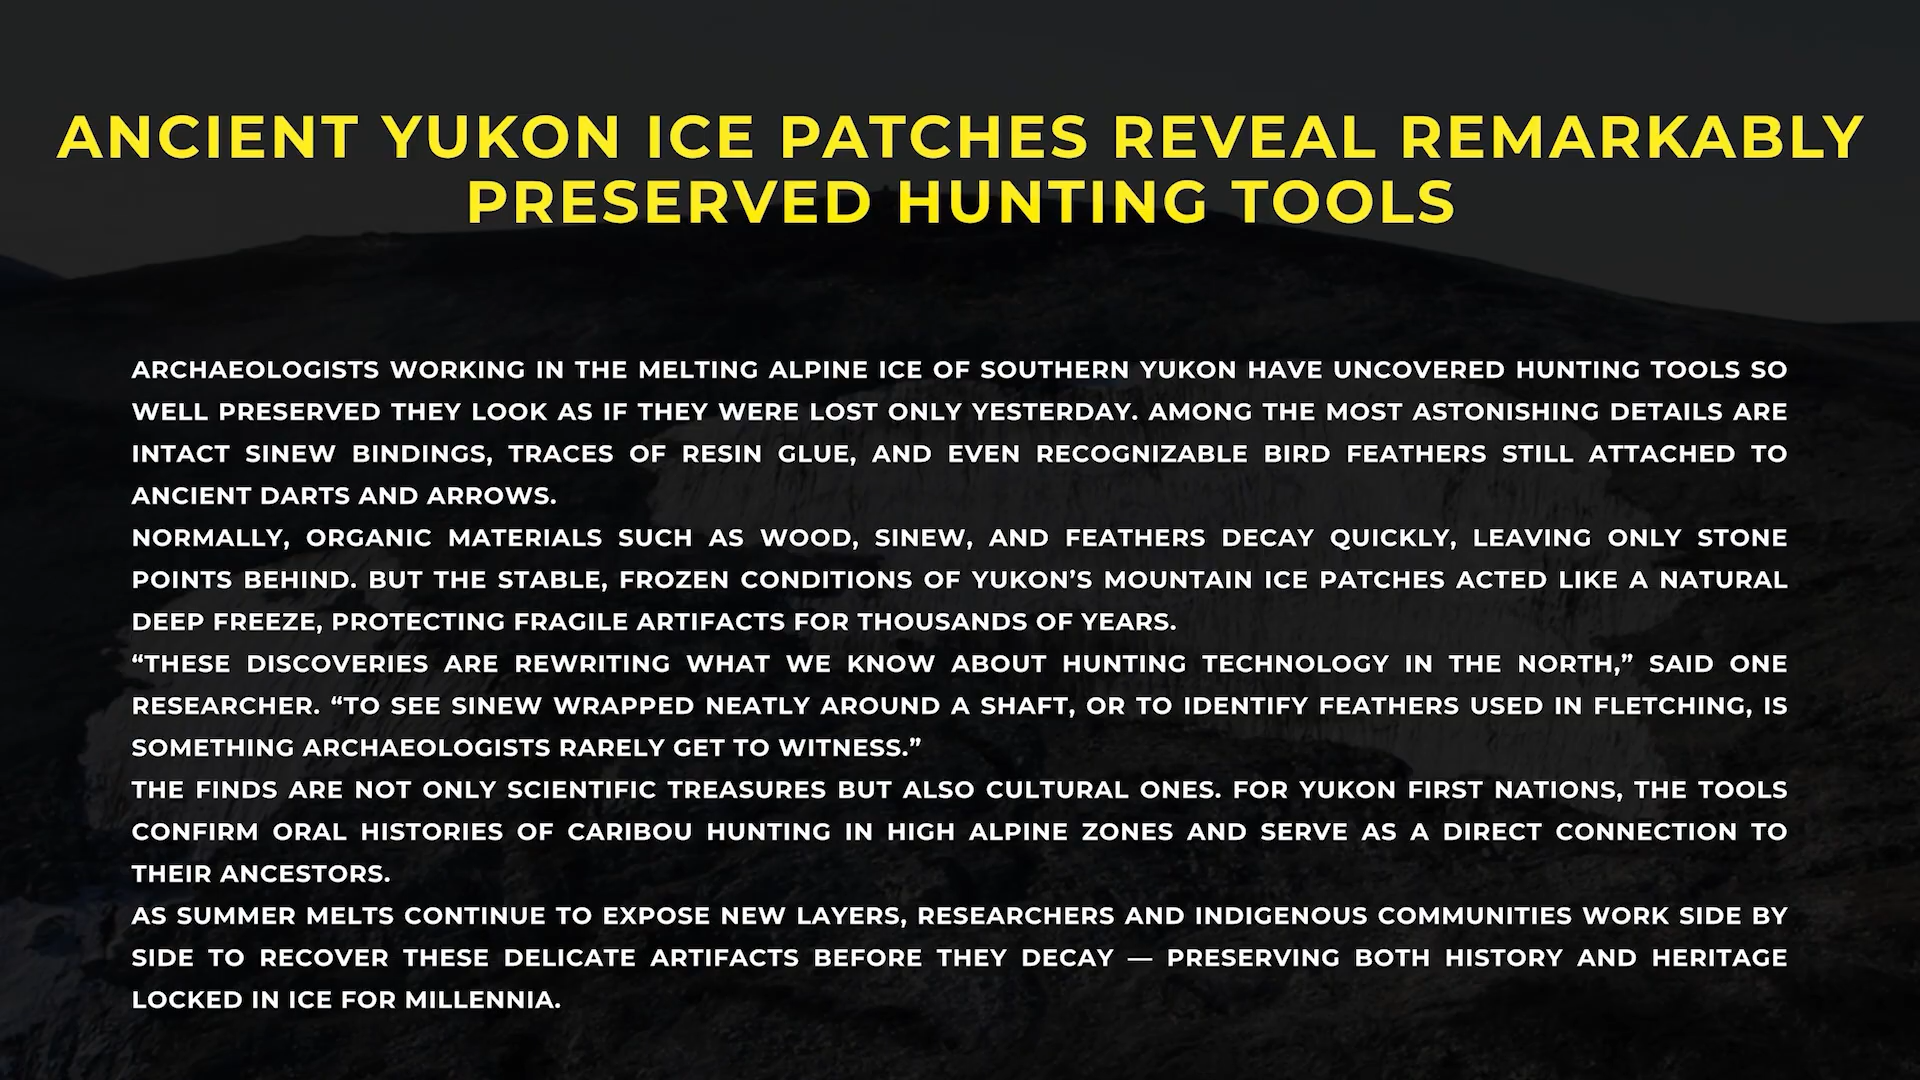 ANCIENT YUKON ICE PATCHES REVEAL REMARKABLY
PRESERVED HUNTING TOOLS
ARCHAEOLOGISTS WORKING IN THE MELTING ALPINE ICE OF SOUTHERN YUKON HAVE UNCOVERED HUNTING TOOLS SO
WELL PRESERVED THEY LOOK AS IF THEY WERE LOST ONLY YESTERDAY. AMONG THE MOST ASTONISHING DETAILS ARE
INTACT SINEW BINDINGS, TRACES OF RESIN GLUE, AND EVEN RECOGNIZABLE BIRD FEATHERS STILL ATTACHED TO
ANCIENT DARTS AND ARROWS.
NORMALLY, ORGANIC MATERIALS SUCH AS WOOD, SINEW, AND FEATHERS DECAY QUICKLY, LEAVING ONLY STONE
POINTS BEHIND. BUT THE STABLE, FROZEN CONDITIONS OF YUKON’S MOUNTAIN ICE PATCHES ACTED LIKE A NATURAL
DEEP FREEZE, PROTECTING FRAGILE ARTIFACTS FOR THOUSANDS OF YEARS.
“THESE DISCOVERIES ARE REWRITING WHAT WE KNOW ABOUT HUNTING TECHNOLOGY IN THE NORTH,” SAID ONE
RESEARCHER. “TO SEE SINEW WRAPPED NEATLY AROUND A SHAFT, OR TO IDENTIFY FEATHERS USED IN FLETCHING, IS
SOMETHING ARCHAEOLOGISTS RARELY GET TO WITNESS.”
THE FINDS ARE NOT ONLY SCIENTIFIC TREASURES BUT ALSO CULTURAL ONES. FOR YUKON FIRST NATIONS, THE TOOLS
CONFIRM ORAL HISTORIES OF CARIBOU HUNTING IN HIGH ALPINE ZONES AND SERVE AS A DIRECT CONNECTION TO
THEIR ANCESTORS.
AS SUMMER MELTS CONTINUE TO EXPOSE NEW LAYERS, RESEARCHERS AND INDIGENOUS COMMUNITIES WORK SIDE BY
SIDE TO RECOVER THESE DELICATE ARTIFACTS BEFORE THEY DECAY — PRESERVING BOTH HISTORY AND HERITAGE
LOCKED IN ICE FOR MILLENNIA.